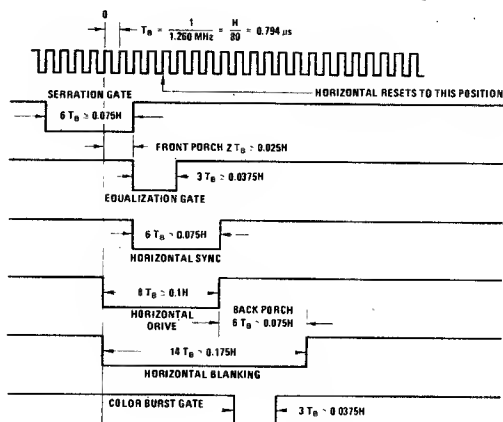 0
T_B = 1/1.260 MHz = H/80 = 0.794 μs
HORIZONTAL RESETS TO THIS POSITION
SERRATION GATE
6 T_B ≅ 0.075H
FRONT PORCH 2 T_B ≅ 0.025H
3 T_B ≅ 0.0375H
EQUALIZATION GATE
6 T_B ~ 0.075H
HORIZONTAL SYNC
8 T_B ≅ 0.1H
HORIZONTAL
DRIVE
BACK PORCH
6 T_B ~ 0.075H
14 T_B ~ 0.175H
HORIZONTAL BLANKING
COLOR BURST GATE
3 T_B ~ 0.0375H